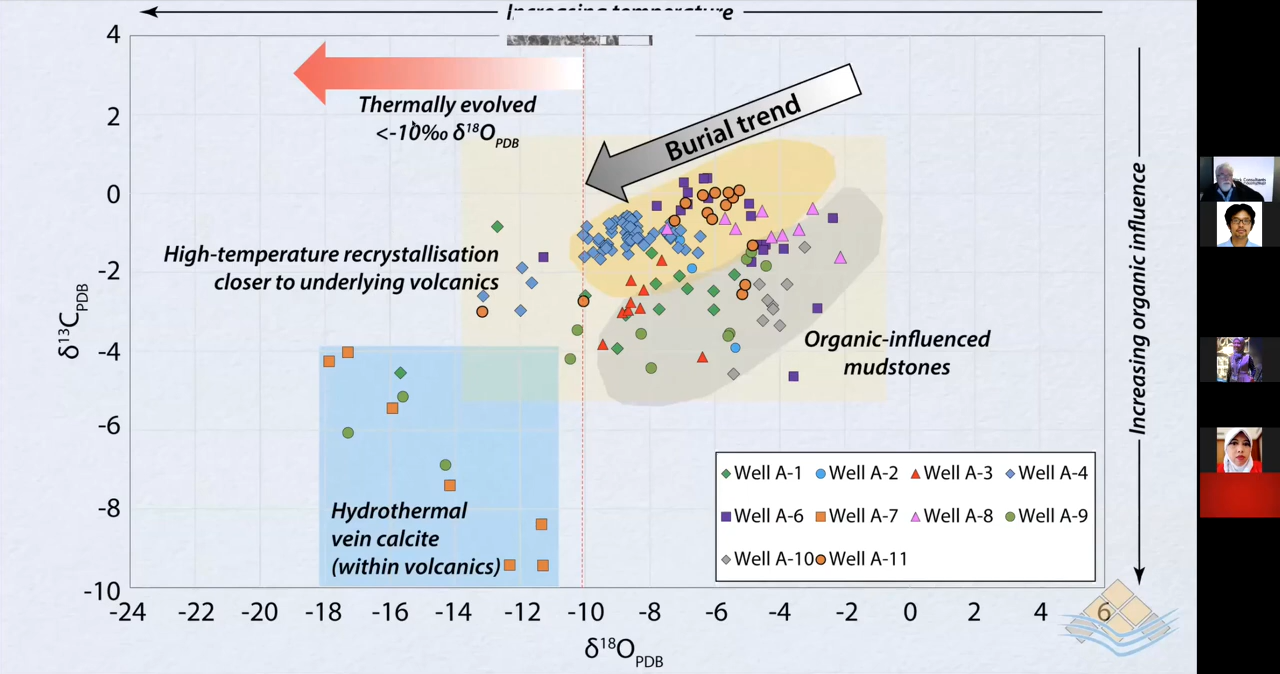 Increasing temperature
4
2
0
-2
-4
-6
-8
-10
δ13CPDB
Thermally evolved
<-10‰ δ18OPDB
Burial trend
High-temperature recrystallisation
closer to underlying volcanics
Organic-influenced
mudstones
Increasing organic influence
Hydrothermal
vein calcite
(within volcanics)
Well A-1 Well A-2 Well A-3 Well A-4
Well A-6 Well A-7 Well A-8 Well A-9
Well A-10 Well A-11
-24 -22 -20 -18 -16 -14 -12 -10 -8 -6 -4 -2 0 2 4 6
δ18OPDB